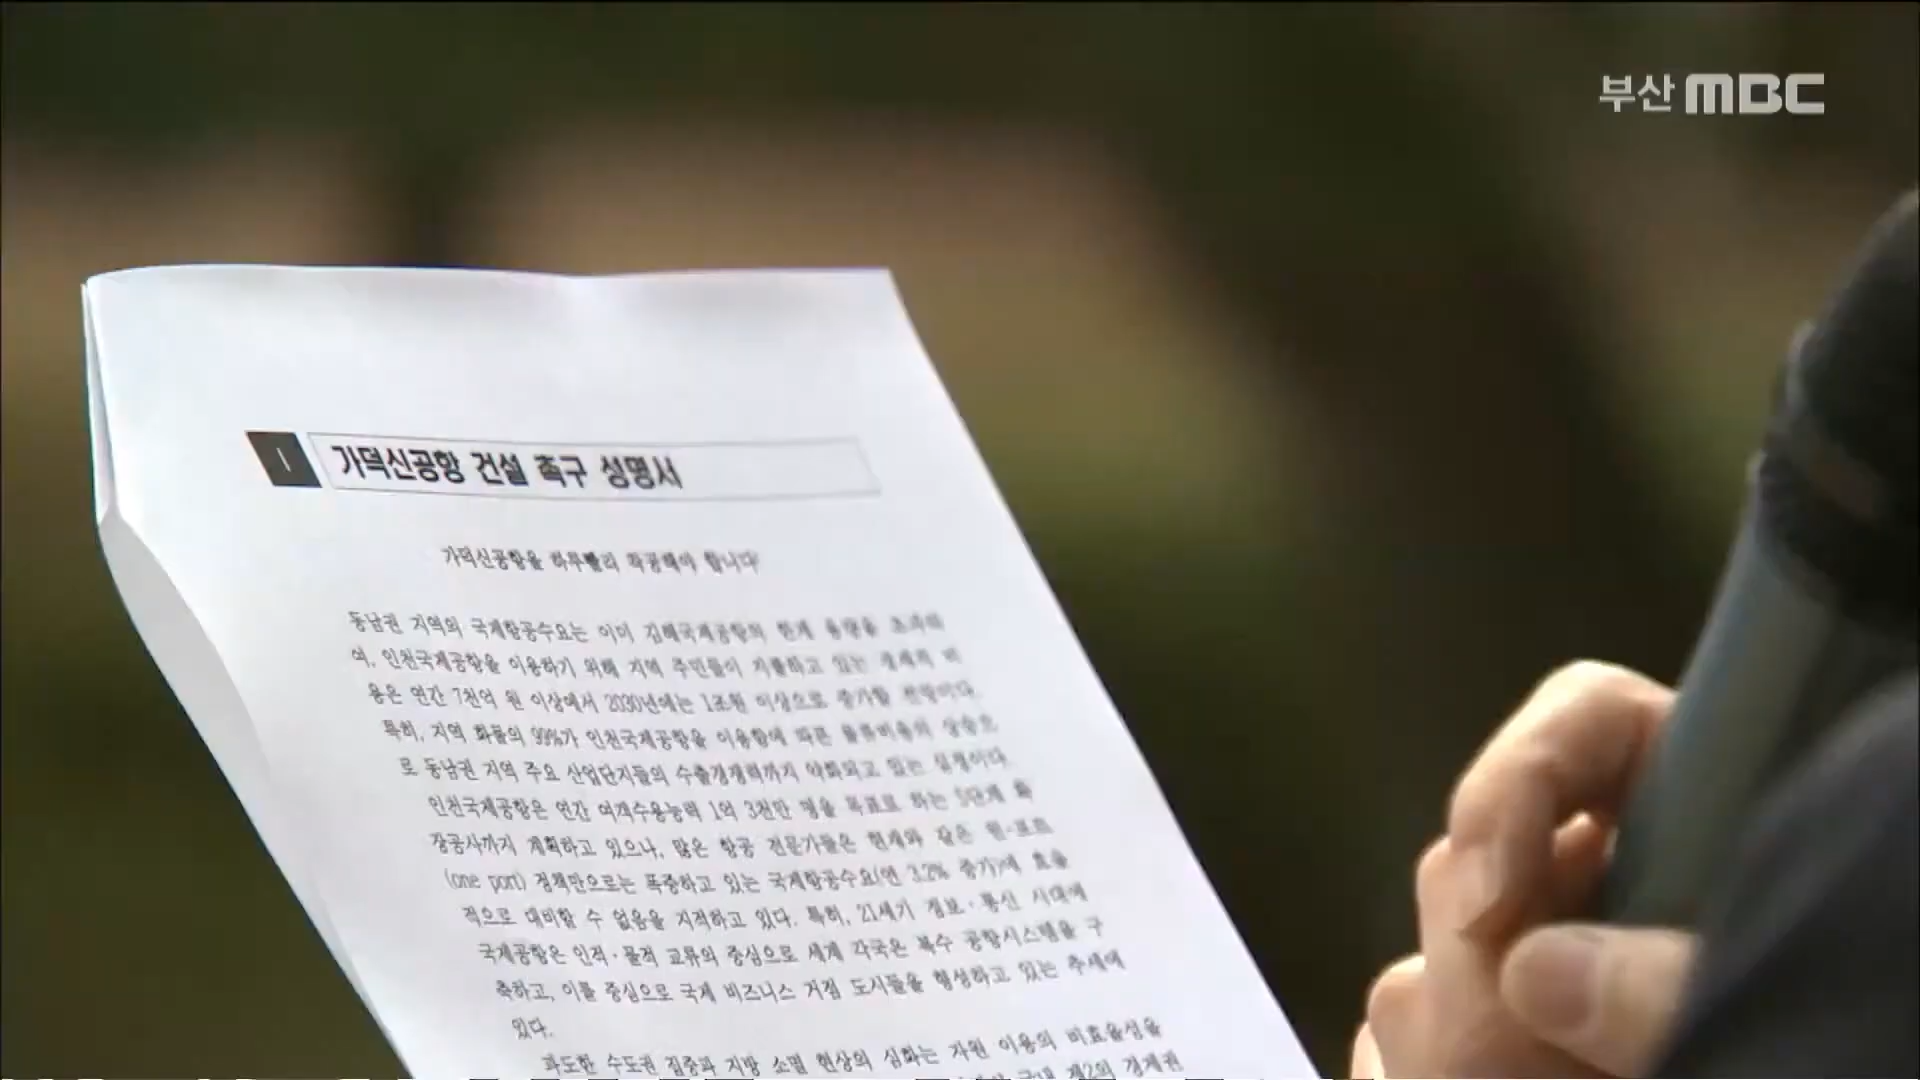 부산 MBC
1 가덕신공항 건설 촉구 성명서
가덕신공항을 하루빨리 착공해야 합니다
동남권 지역의 국제항공수요는 이미 김해국제공항의 한계 용량을 초과하
여, 인천국제공항을 이용하기 위해 지역 주민들이 지출하고 있는 경제적 비
용은 연간 7천억 원 이상에서 2030년에는 1조원 이상으로 증가할 전망이다.
특히, 지역 화물의 99%가 인천국제공항을 이용함에 따른 물류비용의 상승으
로 동남권 지역 주요 산업단지들의 수출경쟁력까지 약화되고 있는 실정이다.
인천국제공항은 연간 여객수용능력 1억 3천만 명을 목표로 하는 5단계 확
장공사까지 계획하고 있으나, 많은 항공 전문가들은 현재와 같은 원-포트
(one port) 정책만으로는 폭증하고 있는 국제항공수요(연 3.2% 증가)에 효율
적으로 대비할 수 없음을 지적하고 있다. 특히, 21세기 정보·통신 시대에
국제공항은 인적·물적 교류의 중심으로 세계 각국은 복수 공항시스템을 구
축하고, 이를 중심으로 국제 비즈니스 거점 도시들을 형성하고 있는 추세에
있다.
과도한 수도권 집중과 지방 소멸 현상의 심화는 자원 이용의 비효율성을
국내 제2의 경제권